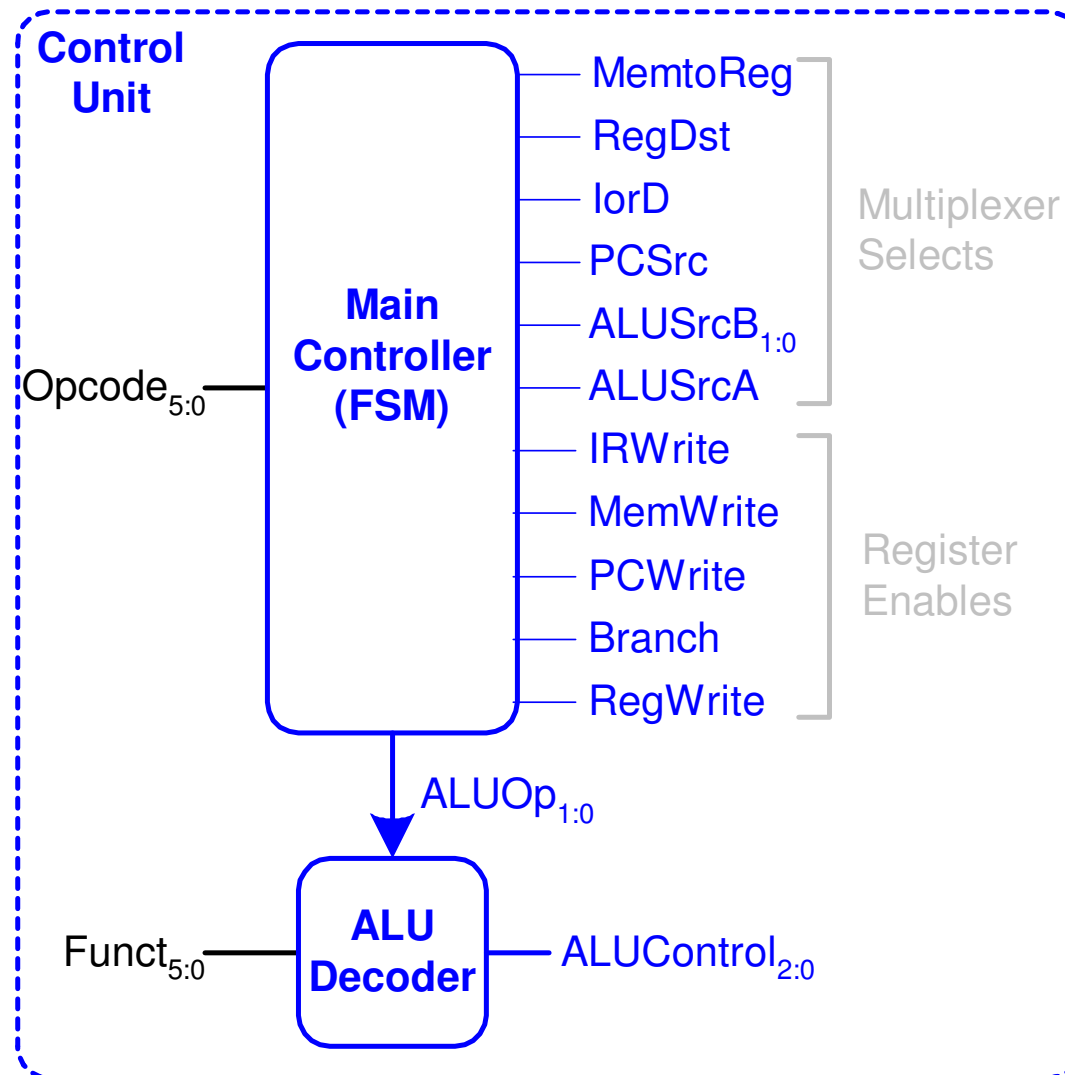 Control
Unit
MemtoReg
RegDst
IorD
PCSrc
ALUSrcB1:0
ALUSrcA
Multiplexer
Selects
Main
Controller
(FSM)
Opcode5:0
IRWrite
MemWrite
PCWrite
Branch
RegWrite
Register
Enables
ALUOp1:0
ALU
Decoder
Funct5:0
ALUControl2:0